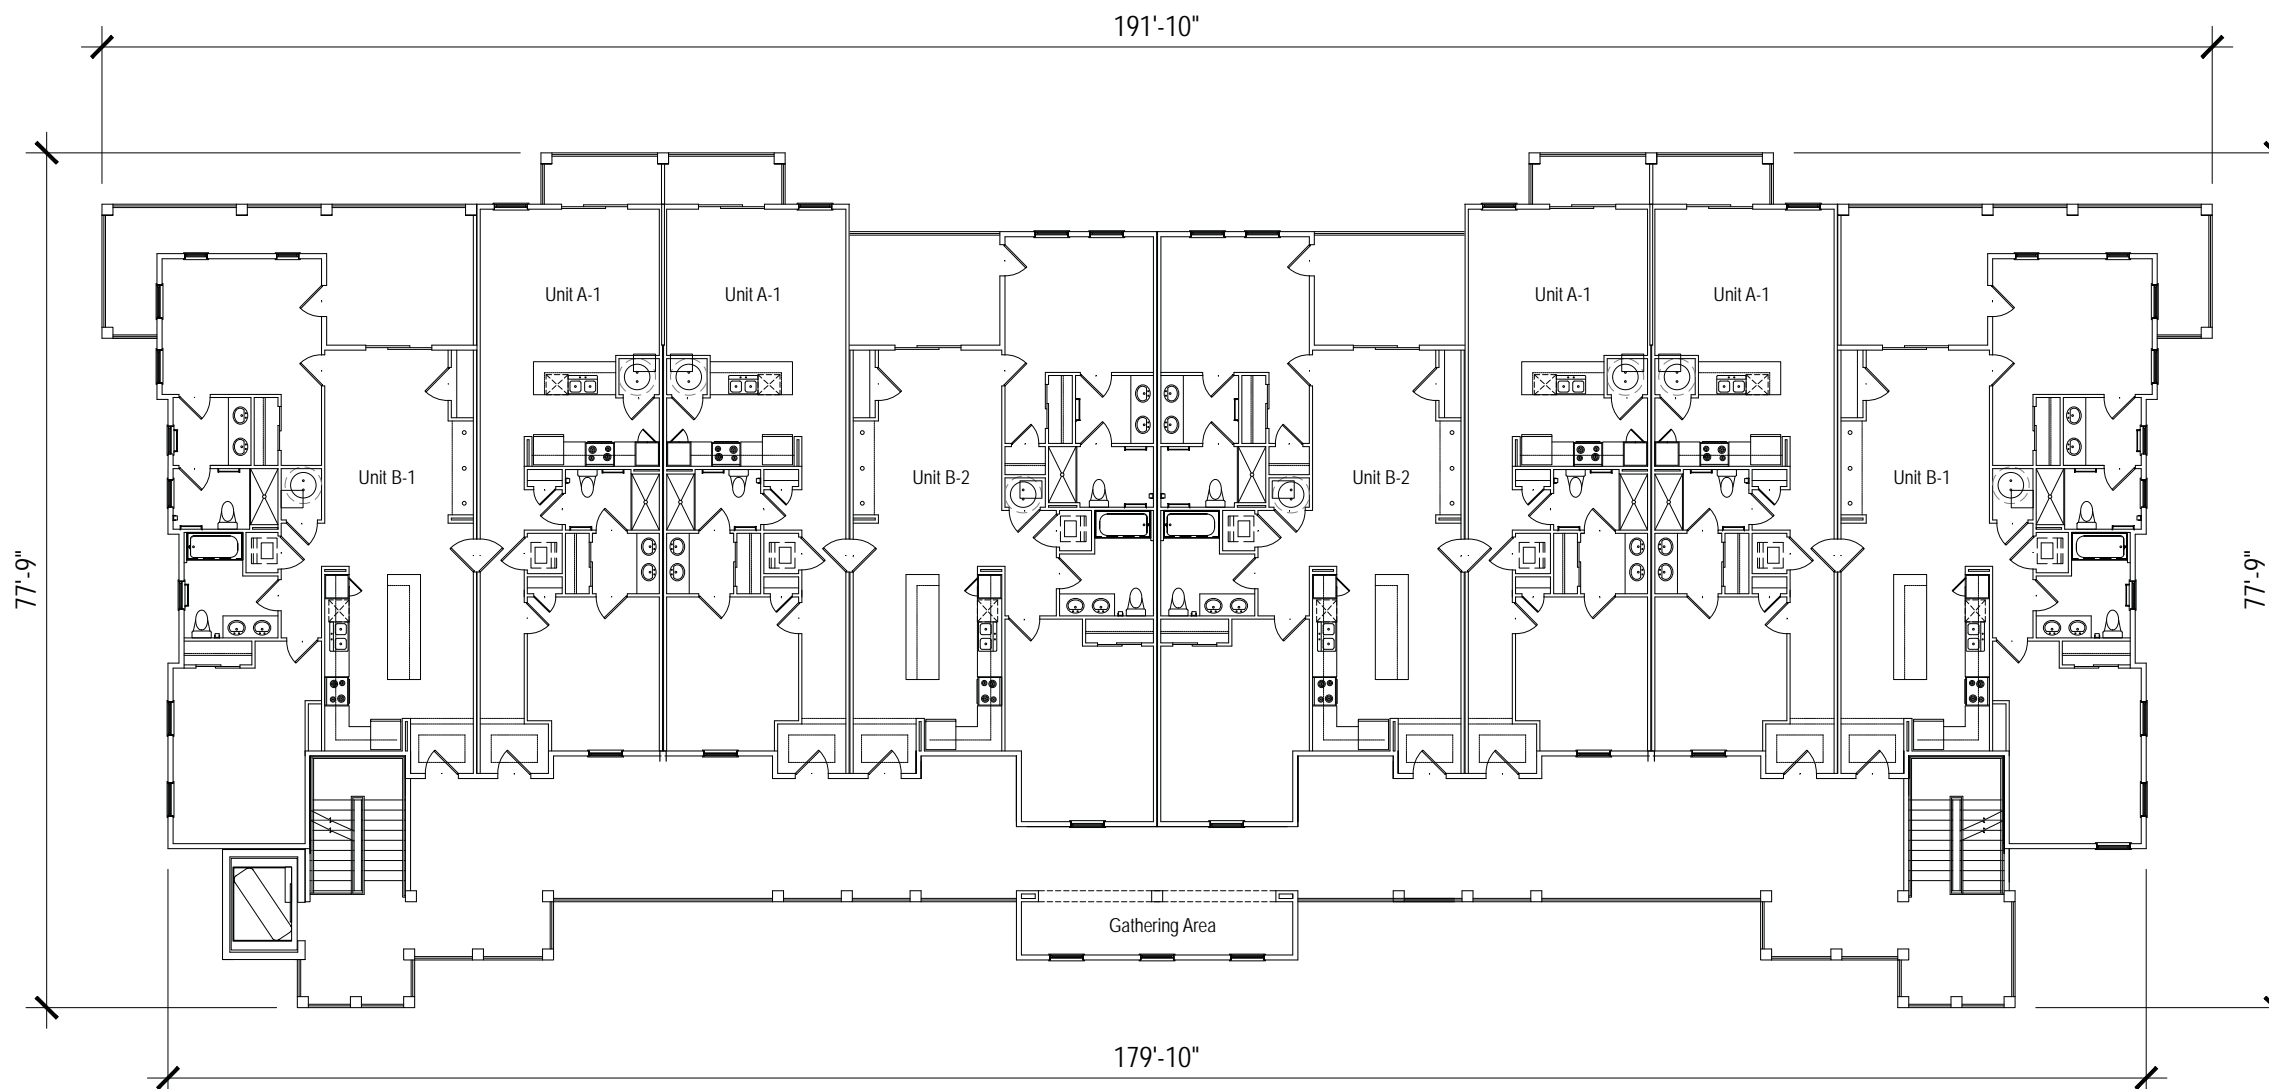 191'-10"
Unit A-1
Unit A-1
Unit A-1
Unit A-1
Unit B-1
Unit B-2
Unit B-2
Unit B-1
77'-9"
77'-9"
Gathering Area
179'-10"